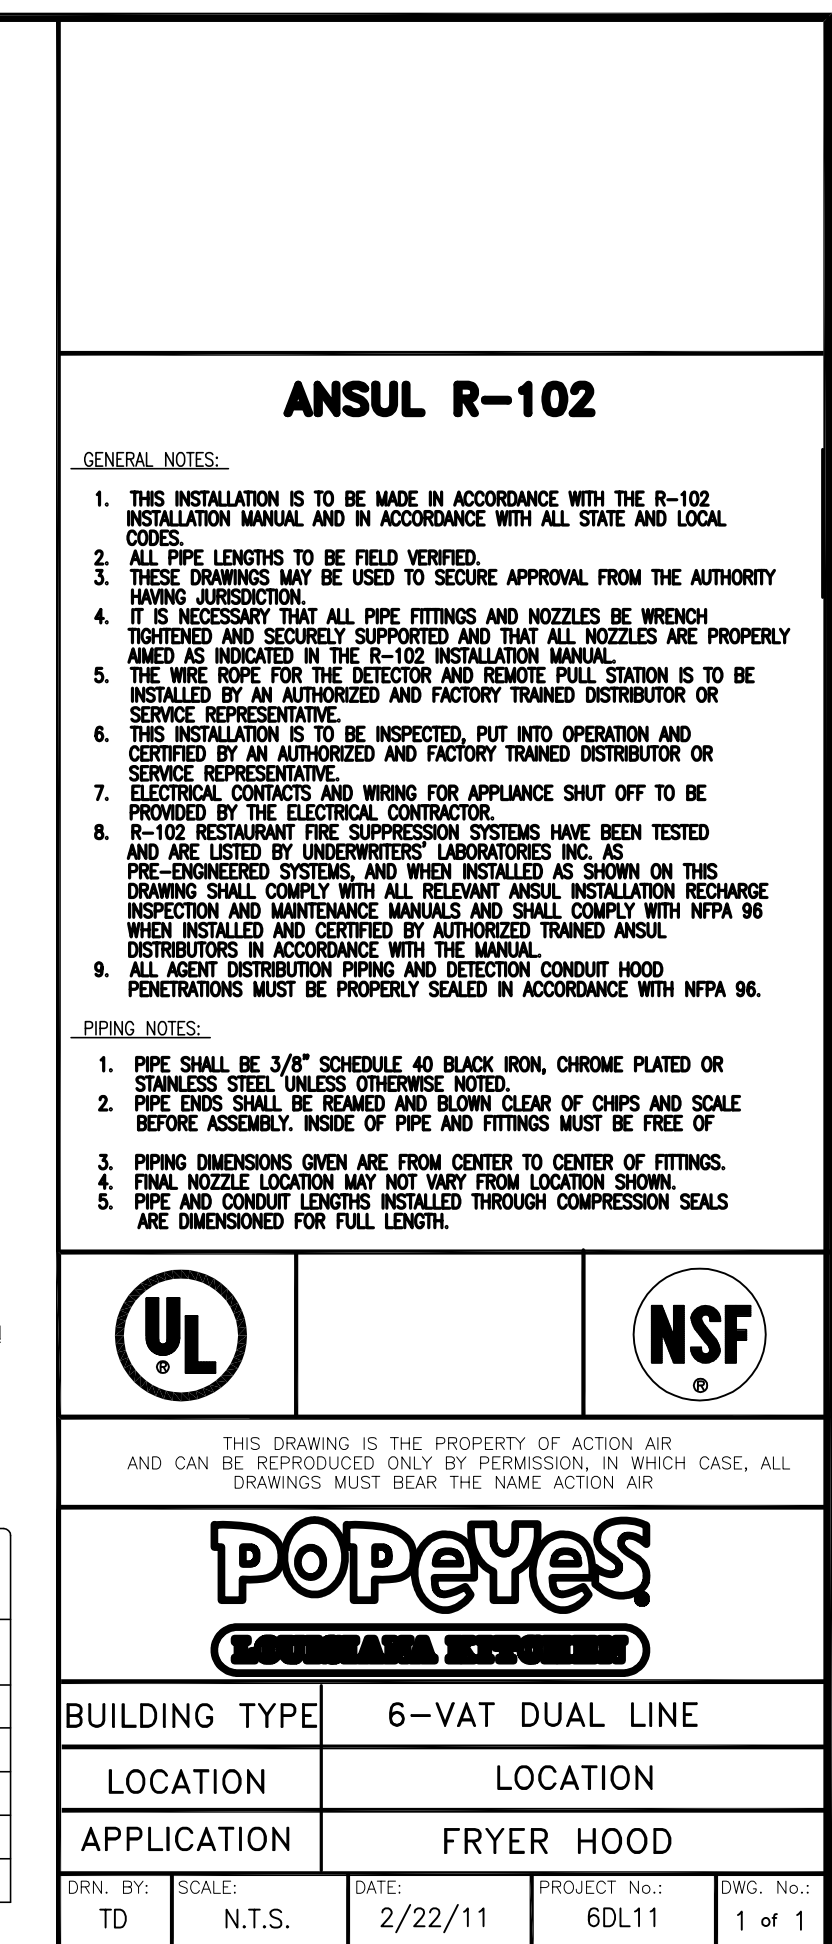 ANSUL R-102
GENERAL NOTES:
1. THIS INSTALLATION IS TO BE MADE IN ACCORDANCE WITH THE R-102
INSTALLATION MANUAL AND IN ACCORDANCE WITH ALL STATE AND LOCAL
CODES.
2. ALL PIPE LENGTHS TO BE FIELD VERIFIED.
3. THESE DRAWINGS MAY BE USED TO SECURE APPROVAL FROM THE AUTHORITY
HAVING JURISDICTION.
4. IT IS NECESSARY THAT ALL PIPE FITTINGS AND NOZZLES BE WRENCH
TIGHTENED AND SECURELY SUPPORTED AND THAT ALL NOZZLES ARE PROPERLY
AIMED AS INDICATED IN THE R-102 INSTALLATION MANUAL.
5. THE WIRE ROPE FOR THE DETECTOR AND REMOTE PULL STATION IS TO BE
INSTALLED BY AN AUTHORIZED AND FACTORY TRAINED DISTRIBUTOR OR
SERVICE REPRESENTATIVE.
6. THIS INSTALLATION IS TO BE INSPECTED, PUT INTO OPERATION AND
CERTIFIED BY AN AUTHORIZED AND FACTORY TRAINED DISTRIBUTOR OR
SERVICE REPRESENTATIVE.
7. ELECTRICAL CONTACTS AND WIRING FOR APPLIANCE SHUT OFF TO BE
PROVIDED BY THE ELECTRICAL CONTRACTOR.
8. R-102 RESTAURANT FIRE SUPPRESSION SYSTEMS HAVE BEEN TESTED
AND ARE LISTED BY UNDERWRITERS' LABORATORIES INC. AS
PRE-ENGINEERED SYSTEMS, AND WHEN INSTALLED AS SHOWN ON THIS
DRAWING SHALL COMPLY WITH ALL RELEVANT ANSUL INSTALLATION RECHARGE
INSPECTION AND MAINTENANCE MANUALS AND SHALL COMPLY WITH NFPA 96
WHEN INSTALLED AND CERTIFIED BY AUTHORIZED TRAINED ANSUL
DISTRIBUTORS IN ACCORDANCE WITH THE MANUAL.
9. ALL AGENT DISTRIBUTION PIPING AND DETECTION CONDUIT HOOD
PENETRATIONS MUST BE PROPERLY SEALED IN ACCORDANCE WITH NFPA 96.
PIPING NOTES:
1. PIPE SHALL BE 3/8" SCHEDULE 40 BLACK IRON, CHROME PLATED OR
STAINLESS STEEL UNLESS OTHERWISE NOTED.
2. PIPE ENDS SHALL BE REAMED AND BLOWN CLEAR OF CHIPS AND SCALE
BEFORE ASSEMBLY. INSIDE OF PIPE AND FITTINGS MUST BE FREE OF
3. PIPING DIMENSIONS GIVEN ARE FROM CENTER TO CENTER OF FITTINGS.
4. FINAL NOZZLE LOCATION MAY NOT VARY FROM LOCATION SHOWN.
5. PIPE AND CONDUIT LENGTHS INSTALLED THROUGH COMPRESSION SEALS
ARE DIMENSIONED FOR FULL LENGTH.
UL ®
NSF ®
THIS DRAWING IS THE PROPERTY OF ACTION AIR
AND CAN BE REPRODUCED ONLY BY PERMISSION, IN WHICH CASE, ALL
DRAWINGS MUST BEAR THE NAME ACTION AIR
POPEYES
LOUISIANA KITCHEN
BUILDING TYPE 6-VAT DUAL LINE
LOCATION LOCATION
APPLICATION FRYER HOOD
DRN. BY: SCALE: DATE: PROJECT No.: DWG. No.:
TD N.T.S. 2/22/11 6DL11 1 of 1